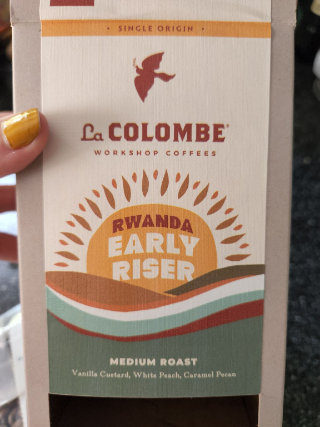 • SINGLE ORIGIN •
La COLOMBE®
WORKSHOP COFFEES
RWANDA
EARLY
RISER
MEDIUM ROAST
Vanilla Custard, White Peach, Caramel Pecan